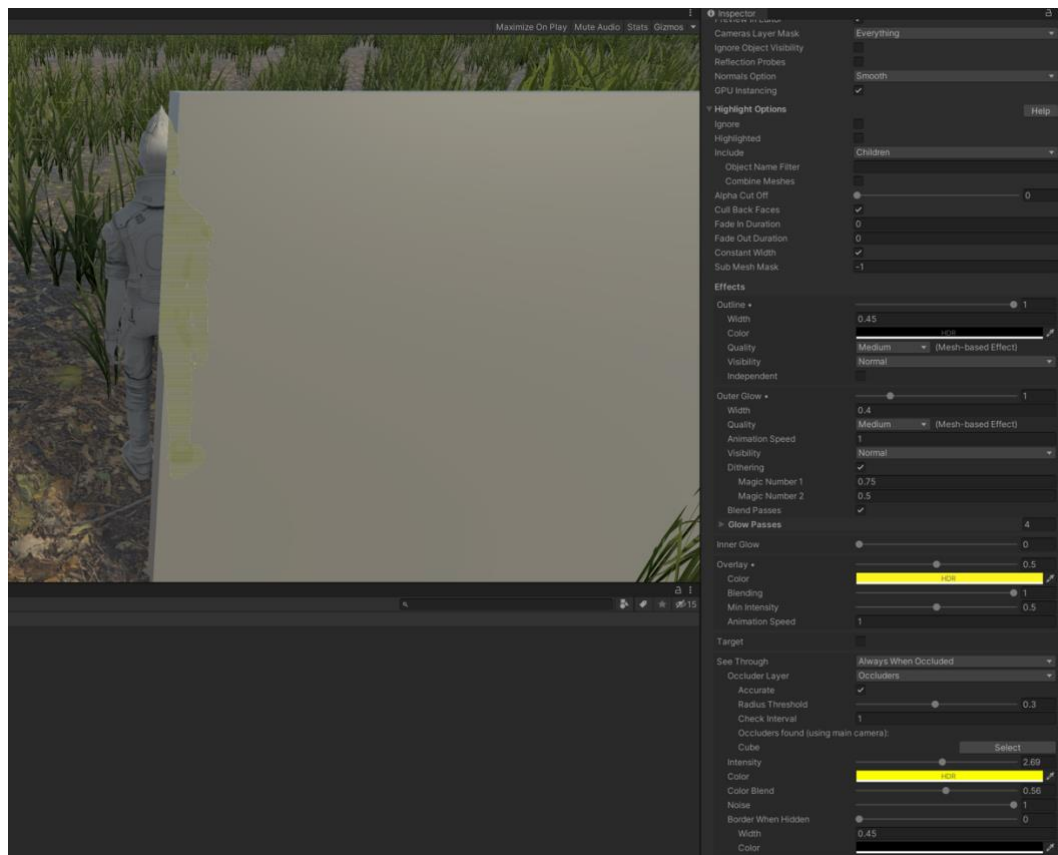 Maximize On Play Mute Audio Stats Gizmos
15
Inspector
Preview In Editor
Cameras Layer Mask Everything
Ignore Object Visibility
Reflection Probes
Normals Option Smooth
GPU Instancing
Highlight Options Help
Ignore
Highlighted
Include Children
Object Name Filter
Combine Meshes
Alpha Cut Off 0
Cull Back Faces
Fade In Duration 0
Fade Out Duration 0
Constant Width
Sub Mesh Mask -1
Effects
Outline • 1
Width 0.45
Color HDR
Quality Medium (Mesh-based Effect)
Visibility Normal
Independent
Outer Glow • 1
Width 0.4
Quality Medium (Mesh-based Effect)
Animation Speed 1
Visibility Normal
Dithering
Magic Number 1 0.75
Magic Number 2 0.5
Blend Passes
Glow Passes 4
Inner Glow 0
Overlay • 0.5
Color HDR
Blending 1
Min Intensity 0.5
Animation Speed 1
Target
See Through Always When Occluded
Occluder Layer Occluders
Accurate
Radius Threshold 0.3
Check Interval 1
Occluders found (using main camera):
Cube Select
Intensity 2.69
Color HDR
Color Blend 0.56
Noise 1
Border When Hidden 0
Width 0.45
Color